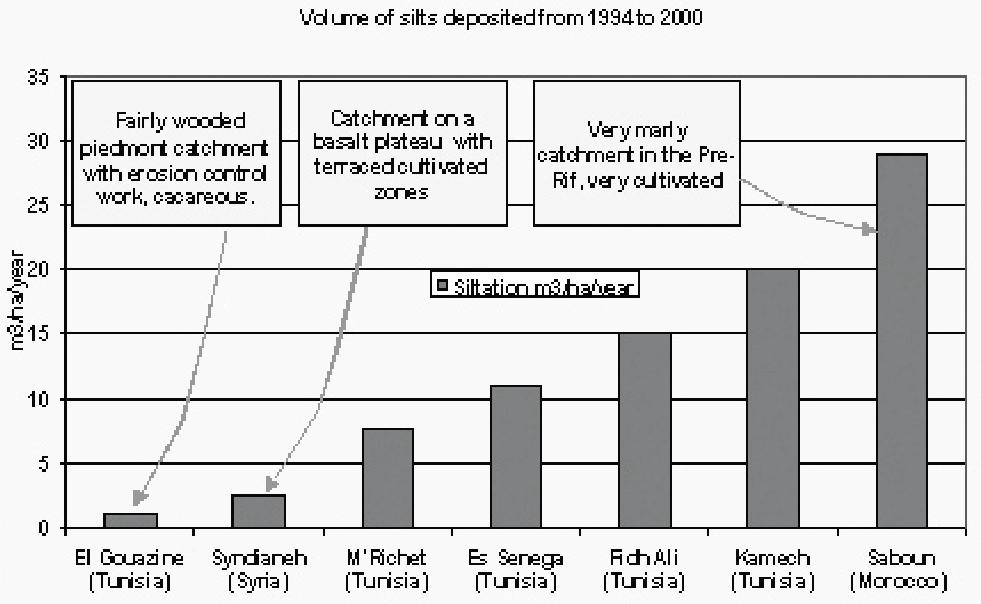 Volume of silts deposited from 1994 to 2000
35
30
25
20
15
10
5
0
m3/ha/year
Fairly wooded
piedmont catchment
with erosion control
work, cacareous.
Catchment on a
basalt plateau with
terraced cultivated
zones
Very marly
catchment in the Pre-
Rif, very cultivated
Siltation m3/ha/year
El Gouazine
(Tunisia)
Syndianeh
(Syria)
M'Richet
(Tunisia)
Es Senega
(Tunisia)
Ridh Ali
(Tunisia)
Kamech
(Tunisia)
Saboun
(Morocco)